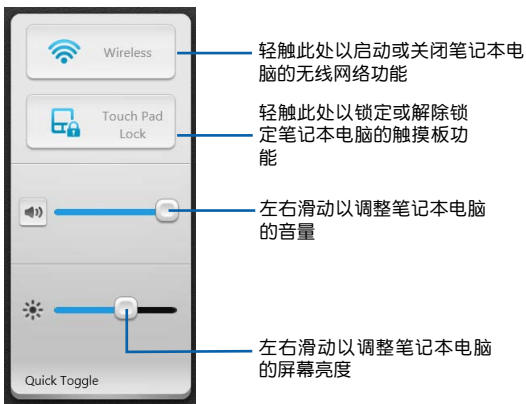 Wireless
轻触此处以启动或关闭笔记本电
脑的无线网络功能
Touch Pad
Lock
轻触此处以锁定或解除锁
定笔记本电脑的触摸板功
能
左右滑动以调整笔记本电脑
的音量
左右滑动以调整笔记本电脑
的屏幕亮度
Quick Toggle